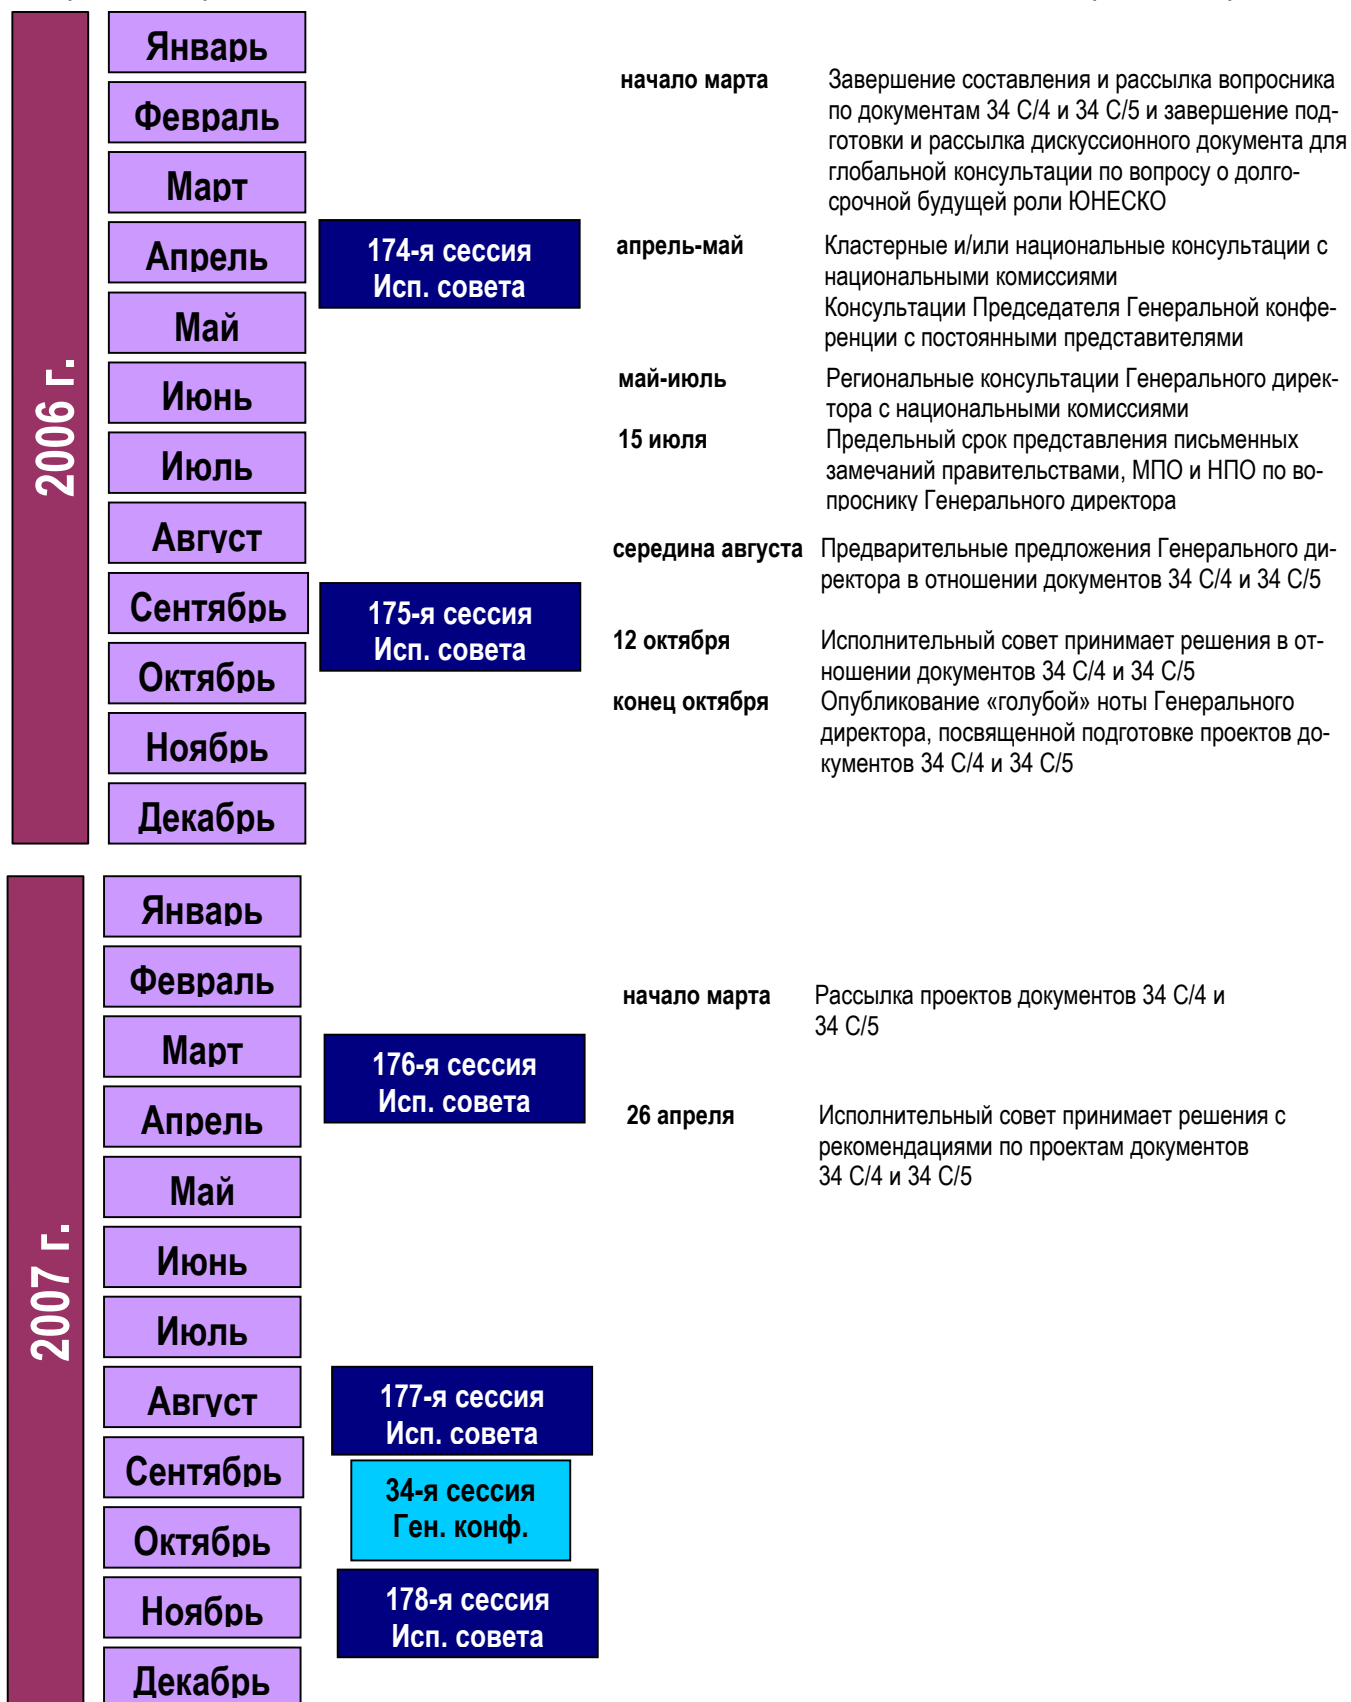 2006 г.
Январь
Февраль
Март
Апрель
Май
Июнь
Июль
Август
Сентябрь
Октябрь
Ноябрь
Декабрь
174-я сессия
Исп. совета
175-я сессия
Исп. совета
начало марта
Завершение составления и рассылка вопросника
по документам 34 С/4 и 34 С/5 и завершение под-
готовки и рассылка дискуссионного документа для
глобальной консультации по вопросу о долго-
срочной будущей роли ЮНЕСКО
апрель-май
Кластерные и/или национальные консультации с
национальными комиссиями
Консультации Председателя Генеральной конфе-
ренции с постоянными представителями
май-июль
Региональные консультации Генерального дирек-
тора с национальными комиссиями
15 июля
Предельный срок представления письменных
замечаний правительствами, МПО и НПО по во-
проснику Генерального директора
середина августа
Предварительные предложения Генерального ди-
ректора в отношении документов 34 С/4 и 34 С/5
12 октября
Исполнительный совет принимает решения в от-
ношении документов 34 С/4 и 34 С/5
конец октября
Опубликование «голубой» ноты Генерального
директора, посвященной подготовке проектов до-
кументов 34 С/4 и 34 С/5
2007 г.
Январь
Февраль
Март
Апрель
Май
Июнь
Июль
Август
Сентябрь
Октябрь
Ноябрь
Декабрь
176-я сессия
Исп. совета
177-я сессия
Исп. совета
34-я сессия
Ген. конф.
178-я сессия
Исп. совета
начало марта
Рассылка проектов документов 34 С/4 и
34 С/5
26 апреля
Исполнительный совет принимает решения с
рекомендациями по проектам документов
34 С/4 и 34 С/5